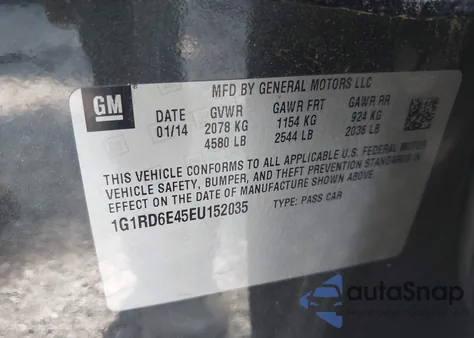 MFD BY GENERAL MOTORS LLC
GM
DATE GVWR GAWR FRT GAWR RR
01/14 2078 KG 1154 KG 924 KG
4580 LB 2544 LB 2036 LB
THIS VEHICLE CONFORMS TO ALL APPLICABLE U.S. FEDERAL MOTOR
VEHICLE SAFETY, BUMPER, AND THEFT PREVENTION STANDARDS IN
EFFECT ON THE DATE OF MANUFACTURE SHOWN ABOVE.
1G1RD6E45EU152035 TYPE: PASS CAR
autoSnap